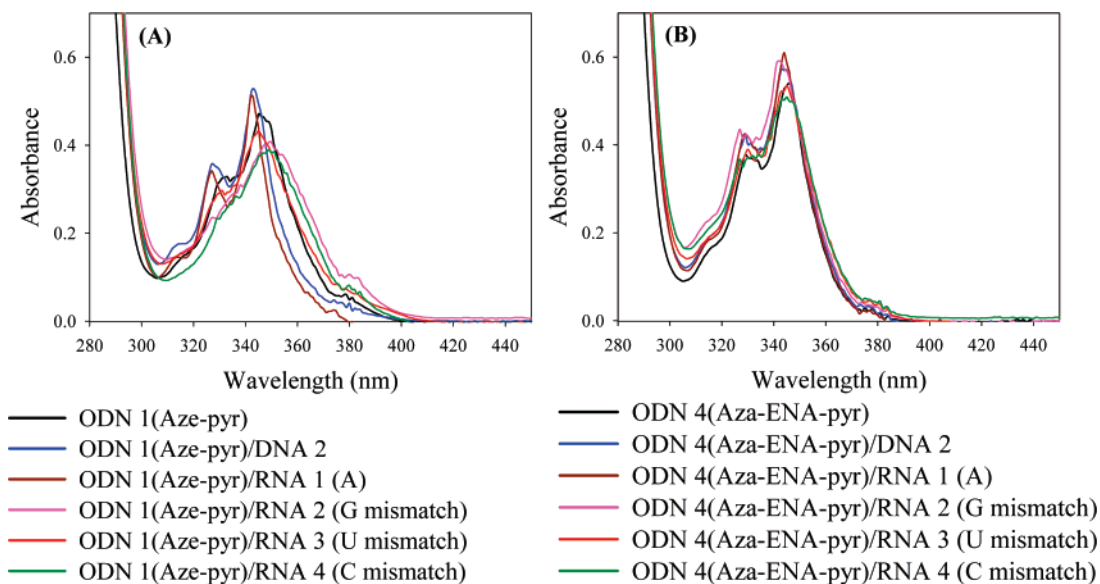 (A)
0.6
0.4
0.2
0.0
Absorbance
280 300 320 340 360 380 400 420 440
Wavelength (nm)
ODN 1(Aze-pyr)
ODN 1(Aze-pyr)/DNA 2
ODN 1(Aze-pyr)/RNA 1 (A)
ODN 1(Aze-pyr)/RNA 2 (G mismatch)
ODN 1(Aze-pyr)/RNA 3 (U mismatch)
ODN 1(Aze-pyr)/RNA 4 (C mismatch)
(B)
0.6
0.4
0.2
0.0
Absorbance
280 300 320 340 360 380 400 420 440
Wavelength (nm)
ODN 4(Aza-ENA-pyr)
ODN 4(Aza-ENA-pyr)/DNA 2
ODN 4(Aza-ENA-pyr)/RNA 1 (A)
ODN 4(Aza-ENA-pyr)/RNA 2 (G mismatch)
ODN 4(Aza-ENA-pyr)/RNA 3 (U mismatch)
ODN 4(Aza-ENA-pyr)/RNA 4 (C mismatch)